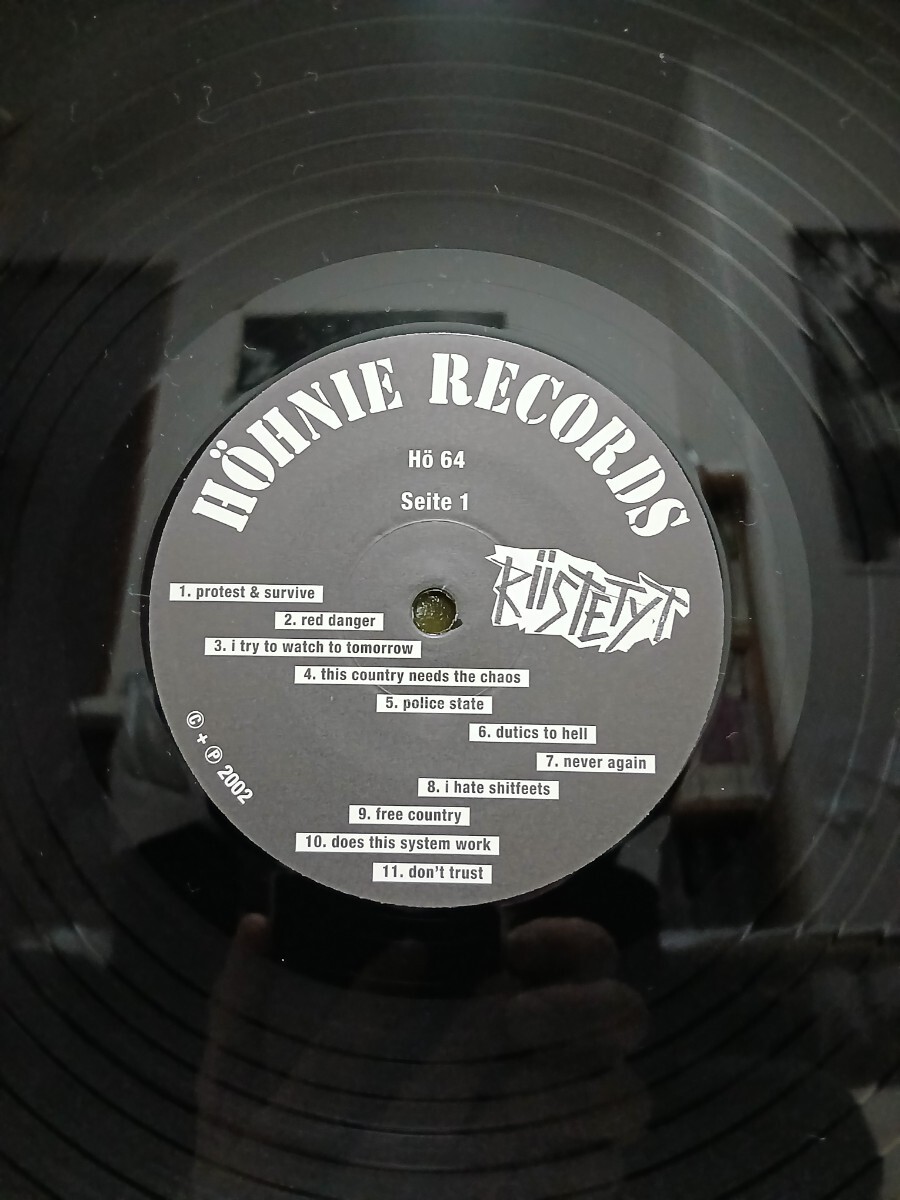 HÖHNIE RECORDS
Hö 64
Seite 1
RIISTETYT
1. protest & survive
2. red danger
3. i try to watch to tomorrow
4. this country needs the chaos
5. police state
6. dutics to hell
7. never again
8. i hate shitfeets
9. free country
10. does this system work
11. don't trust
© + ℗ 2002